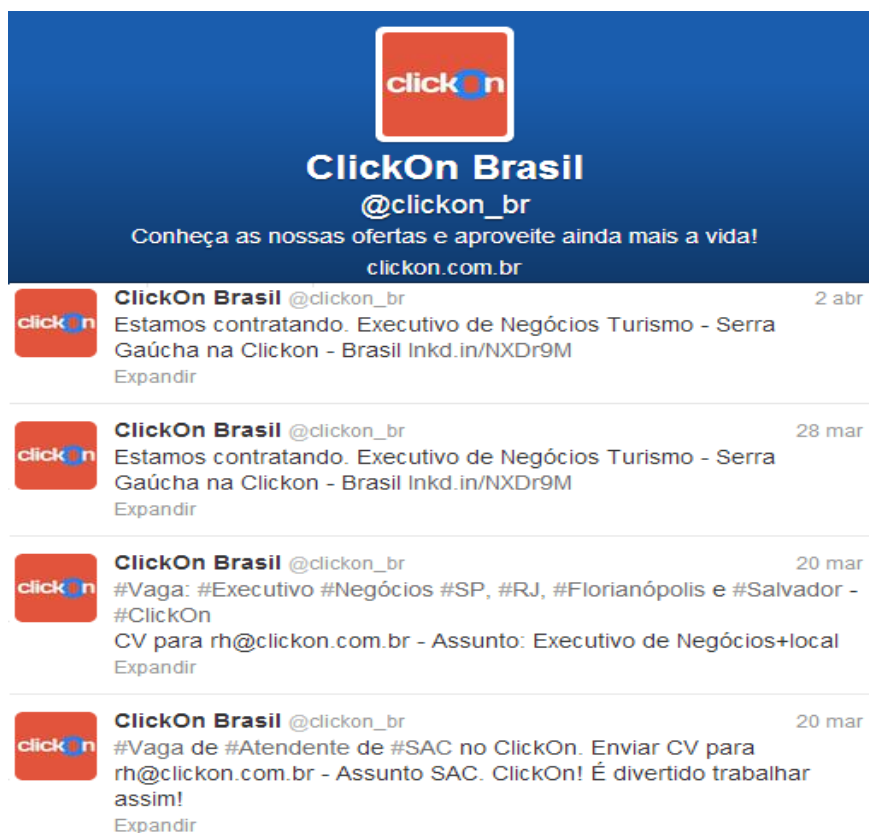 clickOn
ClickOn Brasil
@clickon_br
Conheça as nossas ofertas e aproveite ainda mais a vida!
clickon.com.br
clickOn
ClickOn Brasil @clickon_br 2 abr
Estamos contratando. Executivo de Negócios Turismo - Serra
Gaúcha na Clickon - Brasil lnkd.in/NXDr9M
Expandir
clickOn
ClickOn Brasil @clickon_br 28 mar
Estamos contratando. Executivo de Negócios Turismo - Serra
Gaúcha na Clickon - Brasil lnkd.in/NXDr9M
Expandir
clickOn
ClickOn Brasil @clickon_br 20 mar
#Vaga: #Executivo #Negócios #SP, #RJ, #Florianópolis e #Salvador -
#ClickOn
CV para rh@clickon.com.br - Assunto: Executivo de Negócios+local
Expandir
clickOn
ClickOn Brasil @clickon_br 20 mar
#Vaga de #Atendente de #SAC no ClickOn. Enviar CV para
rh@clickon.com.br - Assunto SAC. ClickOn! É divertido trabalhar
assim!
Expandir